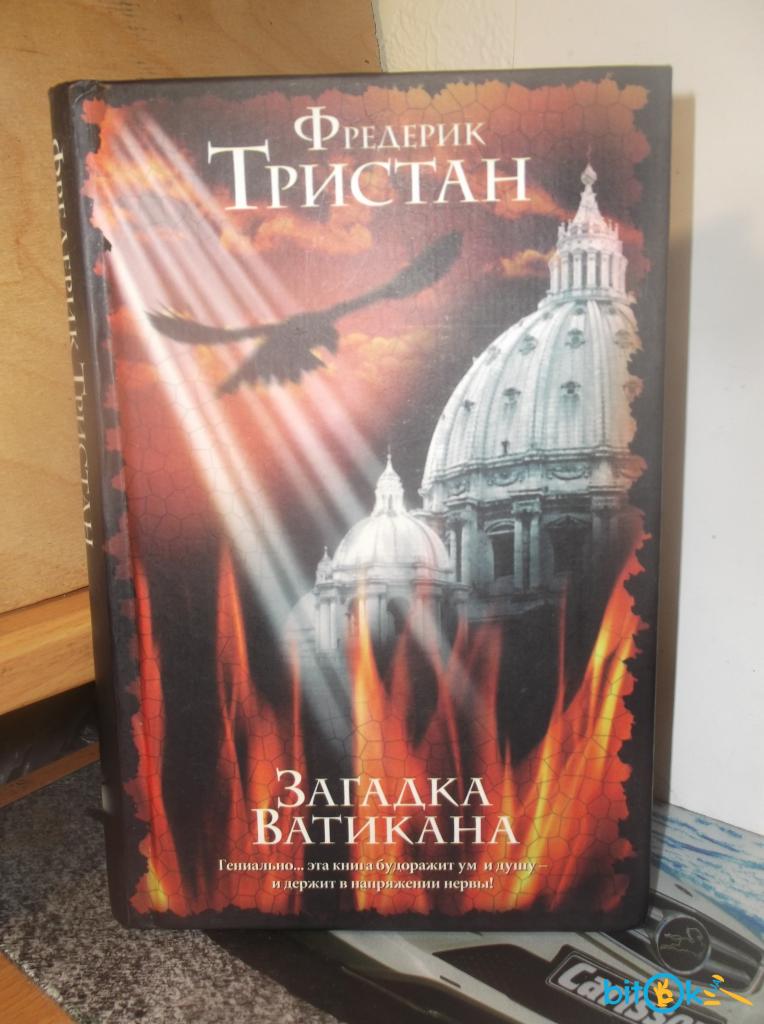 Фредерик
Тристан
Фредерик Тристан
Загадка
Ватикана
Гениально... эта книга будоражит ум и душу –
и держит в напряжении нервы!
bitOk